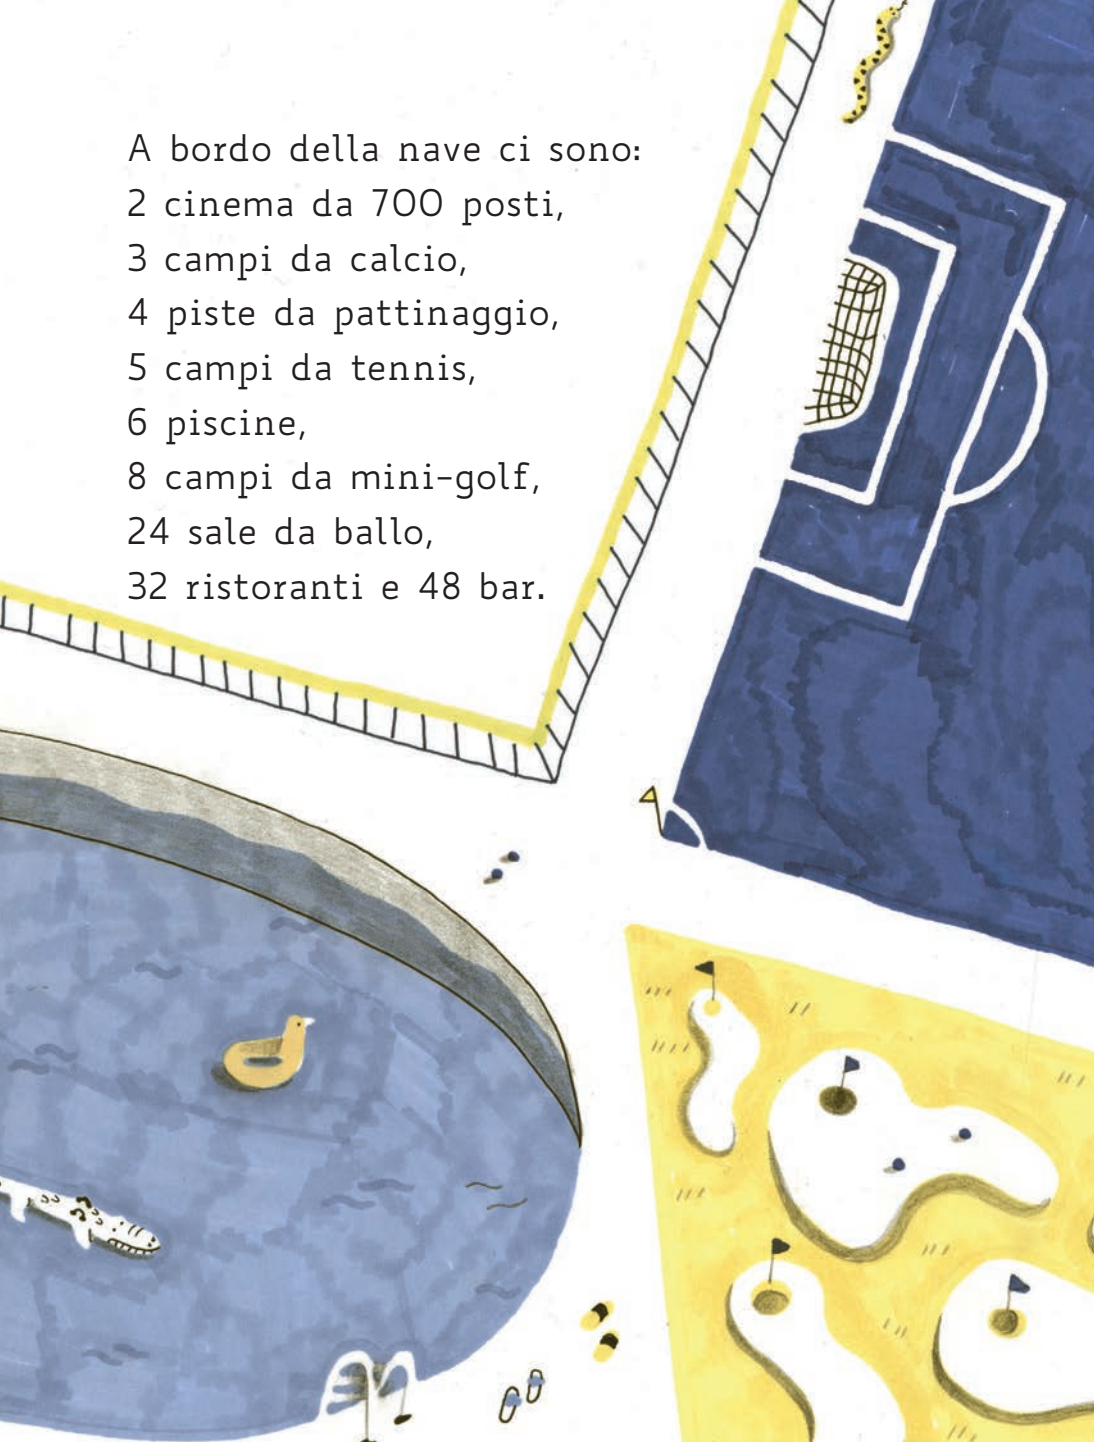 A bordo della nave ci sono:
2 cinema da 700 posti,
3 campi da calcio,
4 piste da pattinaggio,
5 campi da tennis,
6 piscine,
8 campi da mini-golf,
24 sale da ballo,
32 ristoranti e 48 bar.